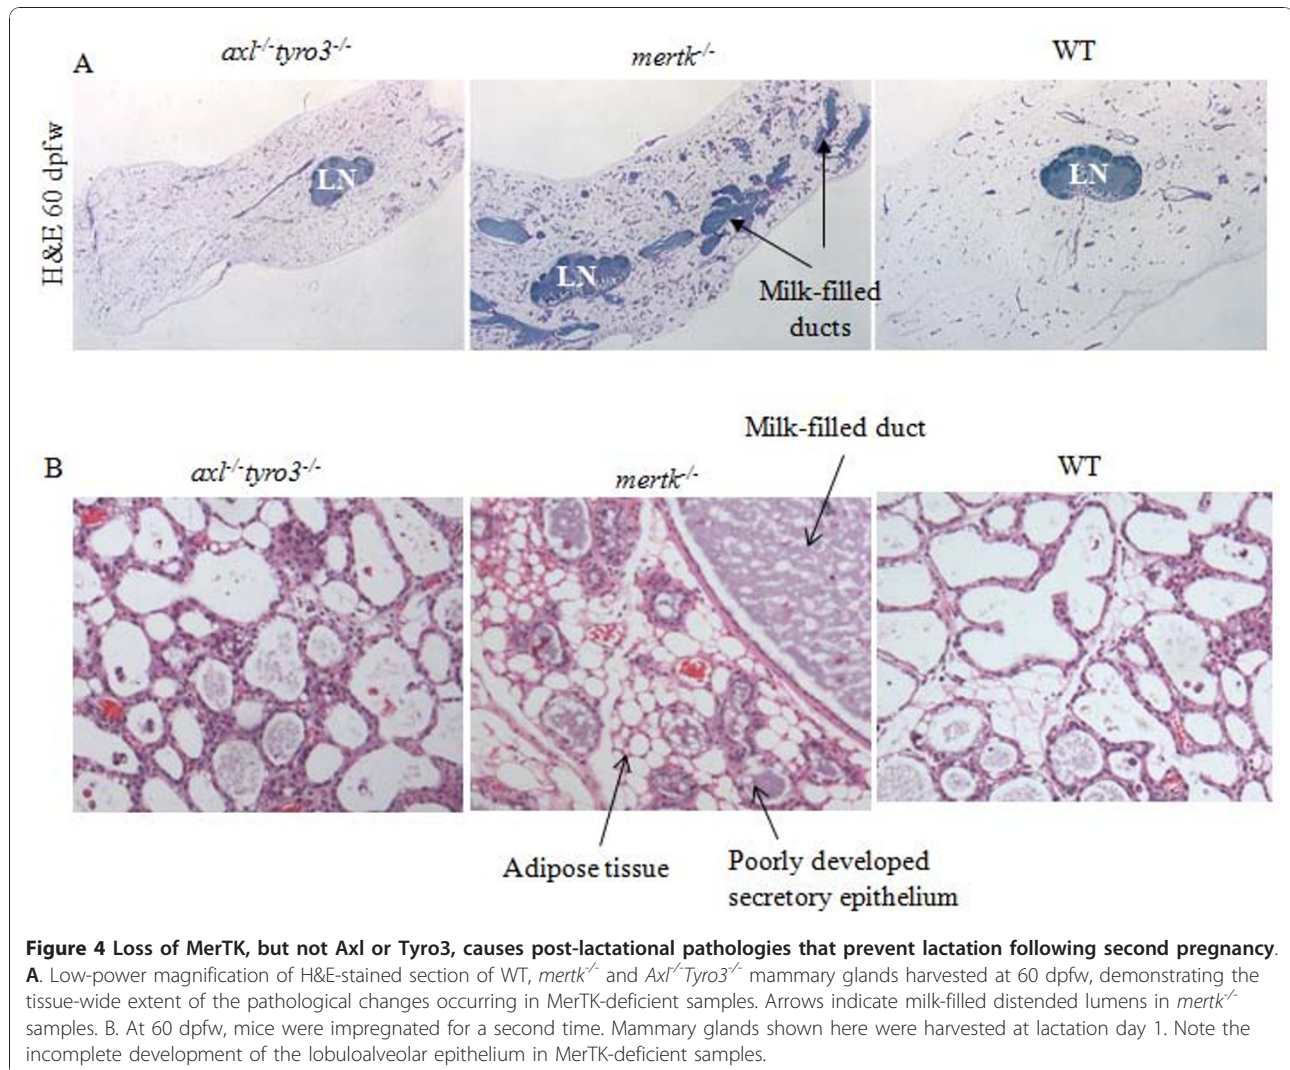 axl-/-tyro3-/-
mertk-/-
WT
A
H&E 60 dpfw
LN
LN
LN
Milk-filled
ducts
Milk-filled duct
B
axl-/-tyro3-/-
mertk-/-
WT
Adipose tissue
Poorly developed
secretory epithelium
Figure 4 Loss of MerTK, but not Axl or Tyro3, causes post-lactational pathologies that prevent lactation following second pregnancy.
A. Low-power magnification of H&E-stained section of WT, mertk-/- and Axl-/-Tyro3-/- mammary glands harvested at 60 dpfw, demonstrating the
tissue-wide extent of the pathological changes occurring in MerTK-deficient samples. Arrows indicate milk-filled distended lumens in mertk-/-
samples. B. At 60 dpfw, mice were impregnated for a second time. Mammary glands shown here were harvested at lactation day 1. Note the
incomplete development of the lobuloalveolar epithelium in MerTK-deficient samples.